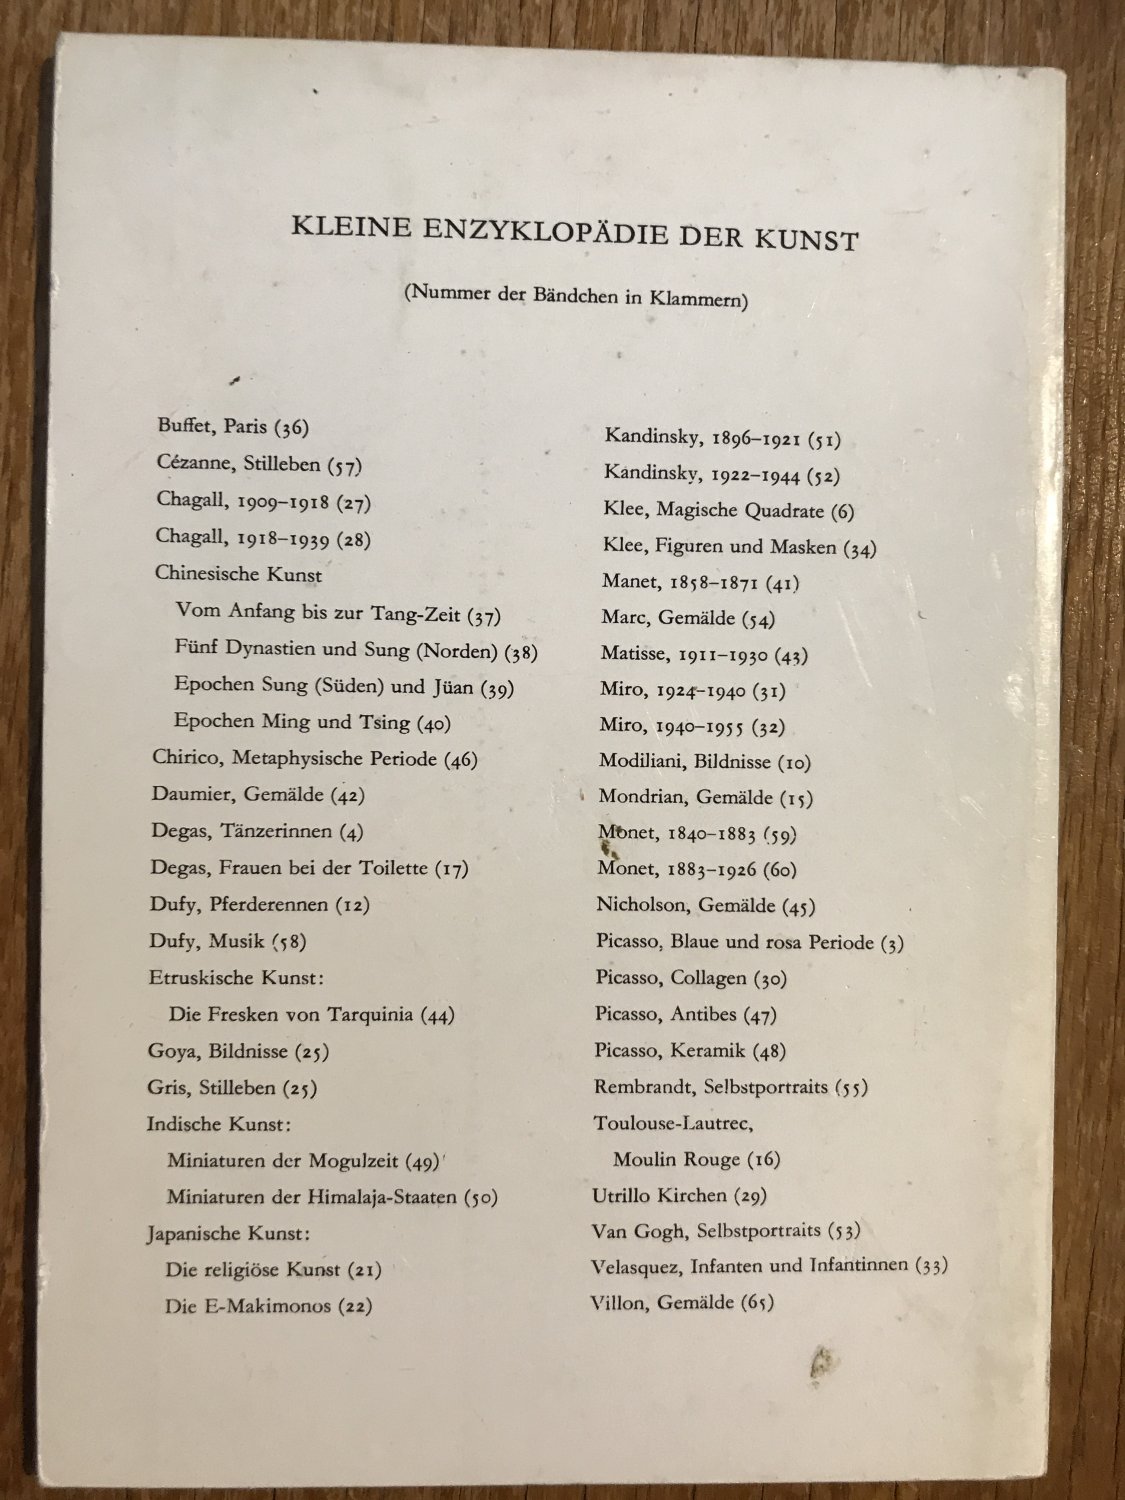 KLEINE ENZYKLOPÄDIE DER KUNST
(Nummer der Bändchen in Klammern)
Buffet, Paris (36)
Cézanne, Stilleben (57)
Chagall, 1909–1918 (27)
Chagall, 1918–1939 (28)
Chinesische Kunst
Vom Anfang bis zur Tang-Zeit (37)
Fünf Dynastien und Sung (Norden) (38)
Epochen Sung (Süden) und Jüan (39)
Epochen Ming und Tsing (40)
Chirico, Metaphysische Periode (46)
Daumier, Gemälde (42)
Degas, Tänzerinnen (4)
Degas, Frauen bei der Toilette (17)
Dufy, Pferderennen (12)
Dufy, Musik (58)
Etruskische Kunst:
Die Fresken von Tarquinia (44)
Goya, Bildnisse (25)
Gris, Stilleben (25)
Indische Kunst:
Miniaturen der Mogulzeit (49)
Miniaturen der Himalaja-Staaten (50)
Japanische Kunst:
Die religiöse Kunst (21)
Die E-Makimonos (22)
Kandinsky, 1896–1921 (51)
Kandinsky, 1922–1944 (52)
Klee, Magische Quadrate (6)
Klee, Figuren und Masken (34)
Manet, 1858–1871 (41)
Marc, Gemälde (54)
Matisse, 1911–1930 (43)
Miro, 1924–1940 (31)
Miro, 1940–1955 (32)
Modiliani, Bildnisse (10)
Mondrian, Gemälde (15)
Monet, 1840–1883 (59)
Monet, 1883–1926 (60)
Nicholson, Gemälde (45)
Picasso, Blaue und rosa Periode (3)
Picasso, Collagen (30)
Picasso, Antibes (47)
Picasso, Keramik (48)
Rembrandt, Selbstportraits (55)
Toulouse-Lautrec,
Moulin Rouge (16)
Utrillo Kirchen (29)
Van Gogh, Selbstportraits (53)
Velasquez, Infanten und Infantinnen (33)
Villon, Gemälde (65)